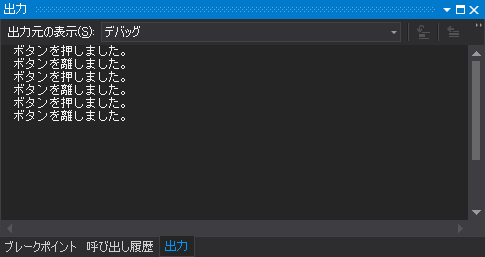 出力
出力元の表示(S): デバッグ
ボタンを押しました。
ボタンを離しました。
ボタンを押しました。
ボタンを離しました。
ボタンを押しました。
ボタンを離しました。
ブレークポイント 呼び出し履歴 出力